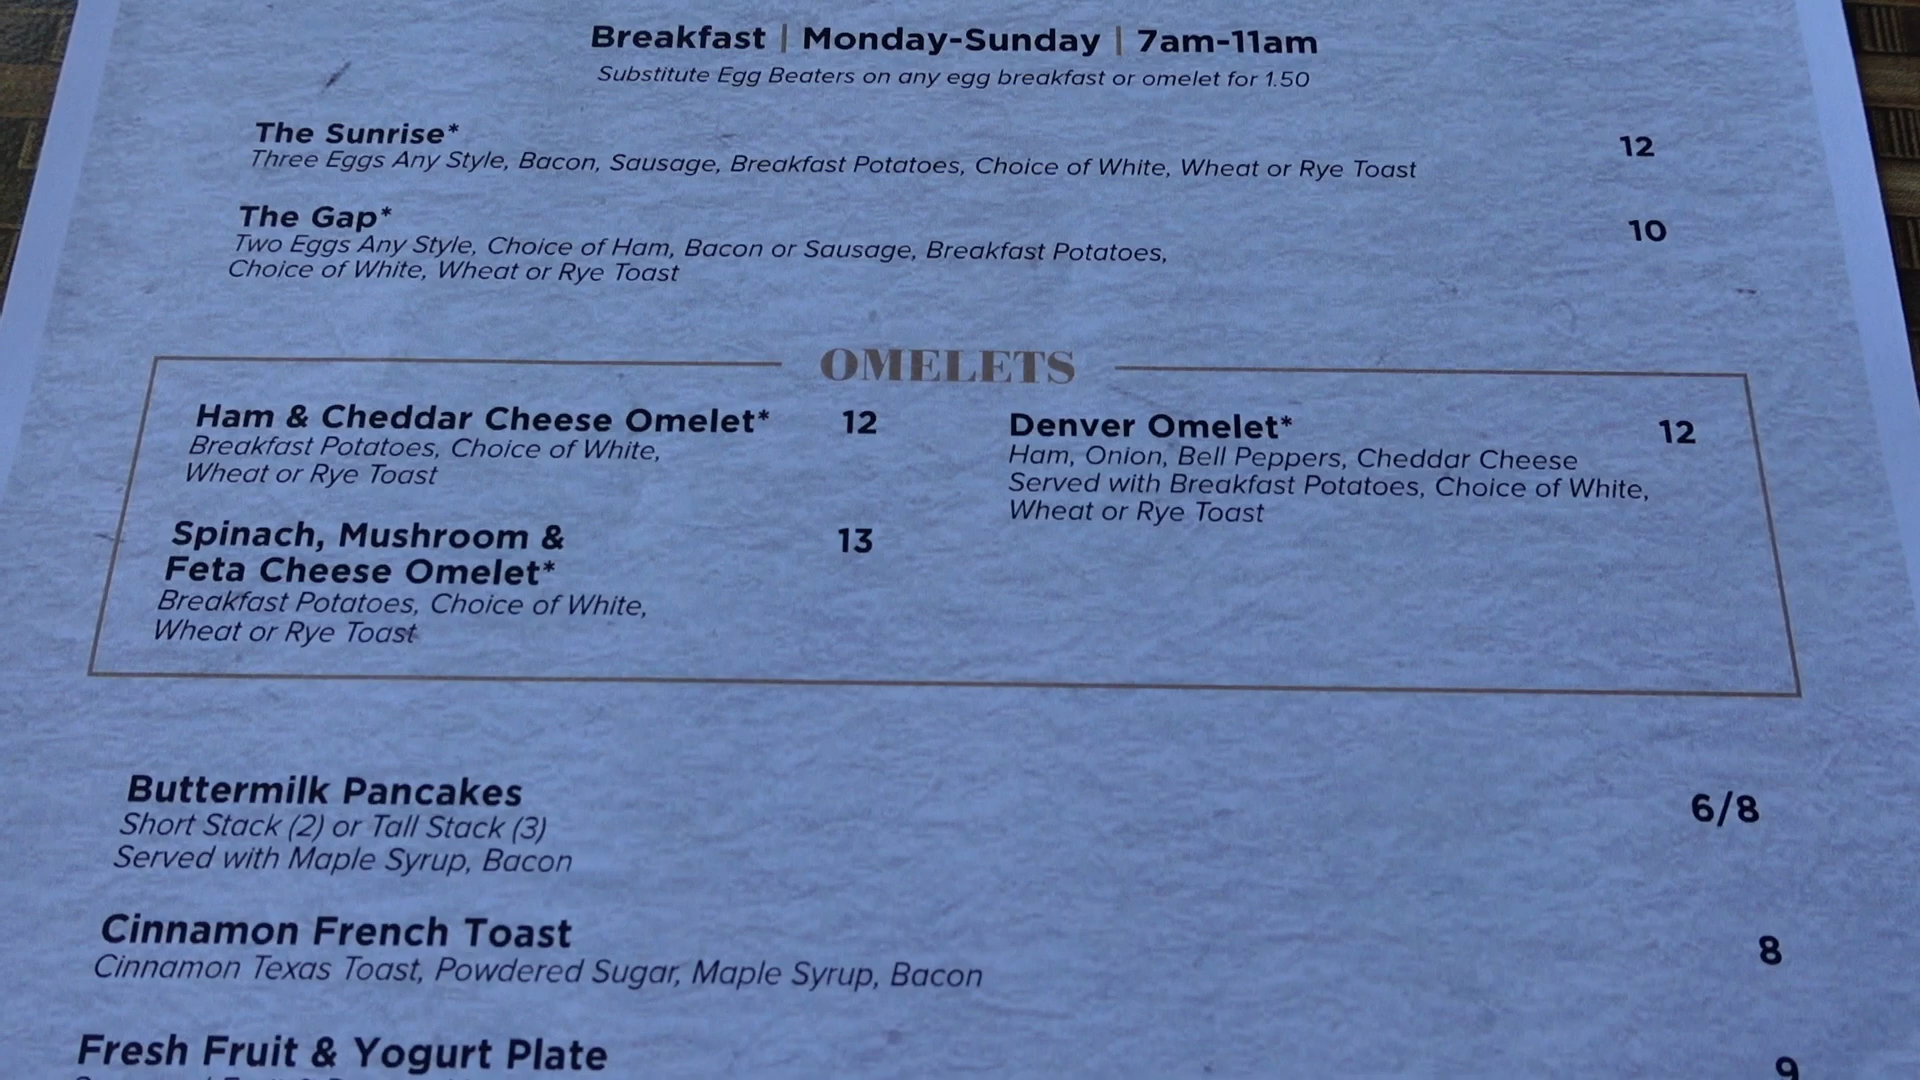 Breakfast | Monday-Sunday | 7am-11am
Substitute Egg Beaters on any egg breakfast or omelet for 1.50
The Sunrise* 12
Three Eggs Any Style, Bacon, Sausage, Breakfast Potatoes, Choice of White, Wheat or Rye Toast
The Gap* 10
Two Eggs Any Style, Choice of Ham, Bacon or Sausage, Breakfast Potatoes,
Choice of White, Wheat or Rye Toast
OMELETS
Ham & Cheddar Cheese Omelet* 12
Breakfast Potatoes, Choice of White,
Wheat or Rye Toast
Spinach, Mushroom & 13
Feta Cheese Omelet*
Breakfast Potatoes, Choice of White,
Wheat or Rye Toast
Denver Omelet* 12
Ham, Onion, Bell Peppers, Cheddar Cheese
Served with Breakfast Potatoes, Choice of White,
Wheat or Rye Toast
Buttermilk Pancakes 6/8
Short Stack (2) or Tall Stack (3)
Served with Maple Syrup, Bacon
Cinnamon French Toast 8
Cinnamon Texas Toast, Powdered Sugar, Maple Syrup, Bacon
Fresh Fruit & Yogurt Plate 9